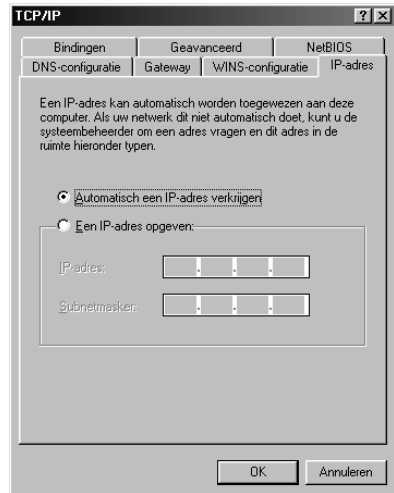 TCP/IP
Bindingen Geavanceerd NetBIOS
DNS-configuratie Gateway WINS-configuratie IP-adres
Een IP-adres kan automatisch worden toegewezen aan deze
computer. Als uw netwerk dit niet automatisch doet, kunt u de
systeembeheerder om een adres vragen en dit adres in de
ruimte hieronder typen.
Automatisch een IP-adres verkrijgen
Een IP-adres opgeven:
IP-adres:
Subnetmasker:
OK Annuleren